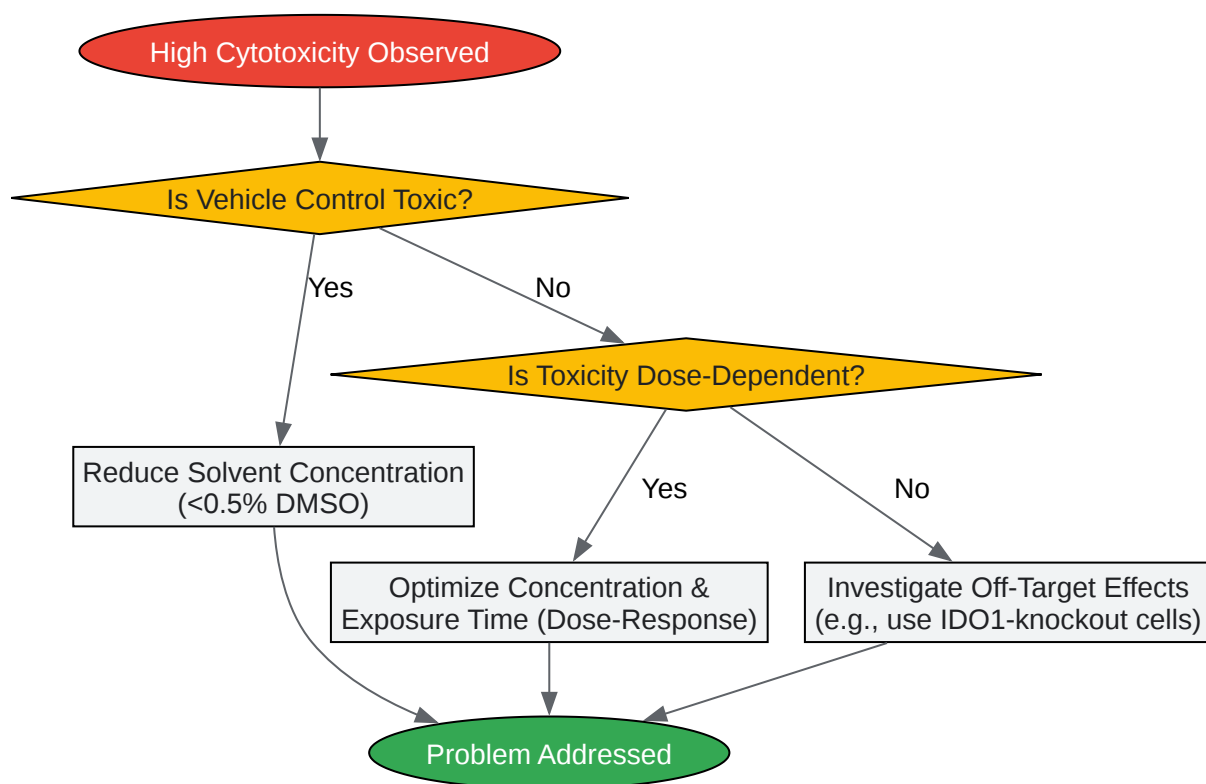 High Cytotoxicity Observed
Is Vehicle Control Toxic?
Yes
No
Is Toxicity Dose-Dependent?
Reduce Solvent Concentration
(<0.5% DMSO)
Yes
No
Optimize Concentration &
Exposure Time (Dose-Response)
Investigate Off-Target Effects
(e.g., use IDO1-knockout cells)
Problem Addressed